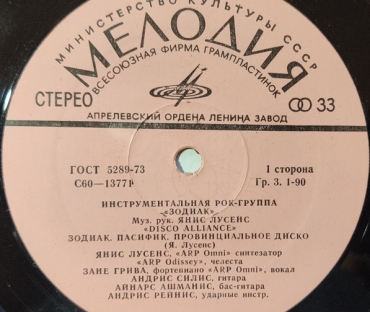 МИНИСТЕРСТВО КУЛЬТУРЫ СССР
МЕЛОДИЯ
ВСЕСОЮЗНАЯ ФИРМА ГРАМПЛАСТИНОК
СТЕРЕО
33
АПРЕЛЕВСКИЙ ОРДЕНА ЛЕНИНА ЗАВОД
ГОСТ 5289-73
1 сторона
С60—13771
Гр. 3. 1-90
ИНСТРУМЕНТАЛЬНАЯ РОК-ГРУППА
«ЗОДИАК»
Муз. рук. ЯНИС ЛУСЕНС
«DISCO ALLIANCE»
ЗОДИАК. ПАСИФИК. ПРОВИНЦИАЛЬНОЕ ДИСКО
(Я. Лусенс)
ЯНИС ЛУСЕНС, «ARP Omni» синтезатор
«ARP Odissey», челеста
ЗАНЕ ГРИВА, фортепиано «ARP Omni», вокал
АНДРИС СИЛИС, гитара
АЙНАРС АШМАНИС, бас-гитара
АНДРИС РЕЙНИС, ударные инстр.